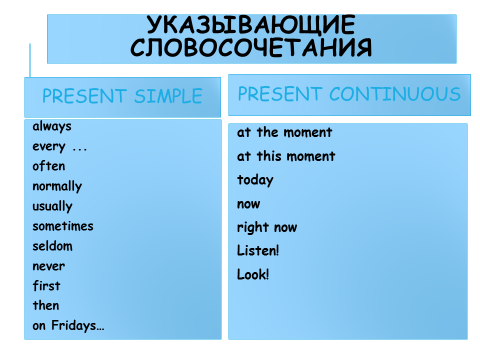 УКАЗЫВАЮЩИЕ
СЛОВОСОЧЕТАНИЯ
PRESENT SIMPLE
always
every ...
often
normally
usually
sometimes
seldom
never
first
then
on Fridays...
PRESENT CONTINUOUS
at the moment
at this moment
today
now
right now
Listen!
Look!